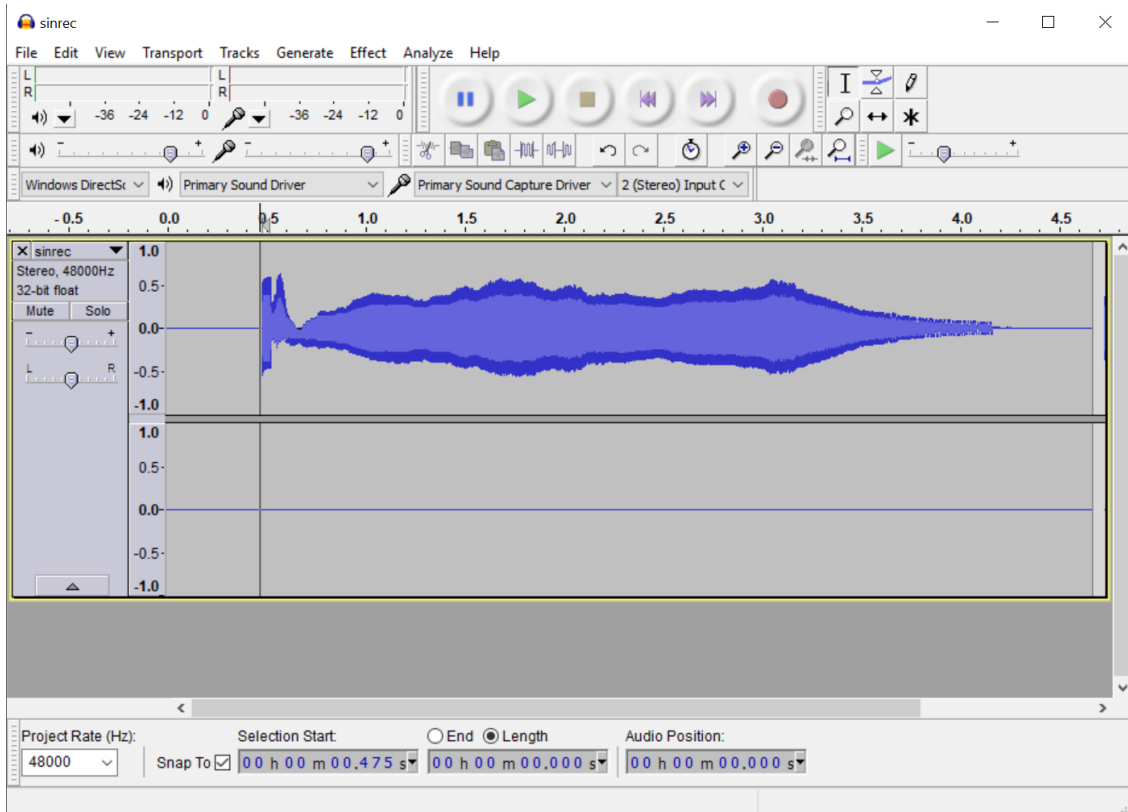 sinrec
File Edit View Transport Tracks Generate Effect Analyze Help
L L
R R
-36 -24 -12 0 -36 -24 -12 0
- + - + - +
Windows DirectSc Primary Sound Driver Primary Sound Capture Driver 2 (Stereo) Input C
- 0.5 0.0 0.5 1.0 1.5 2.0 2.5 3.0 3.5 4.0 4.5
sinrec 1.0
Stereo, 48000Hz
32-bit float 0.5
Mute Solo
- + 0.0
L R -0.5
-1.0
1.0
0.5
0.0
-0.5
-1.0
Project Rate (Hz): Selection Start: End Length Audio Position:
48000 Snap To 00 h 00 m 00.475 s 00 h 00 m 00.000 s 00 h 00 m 00.000 s